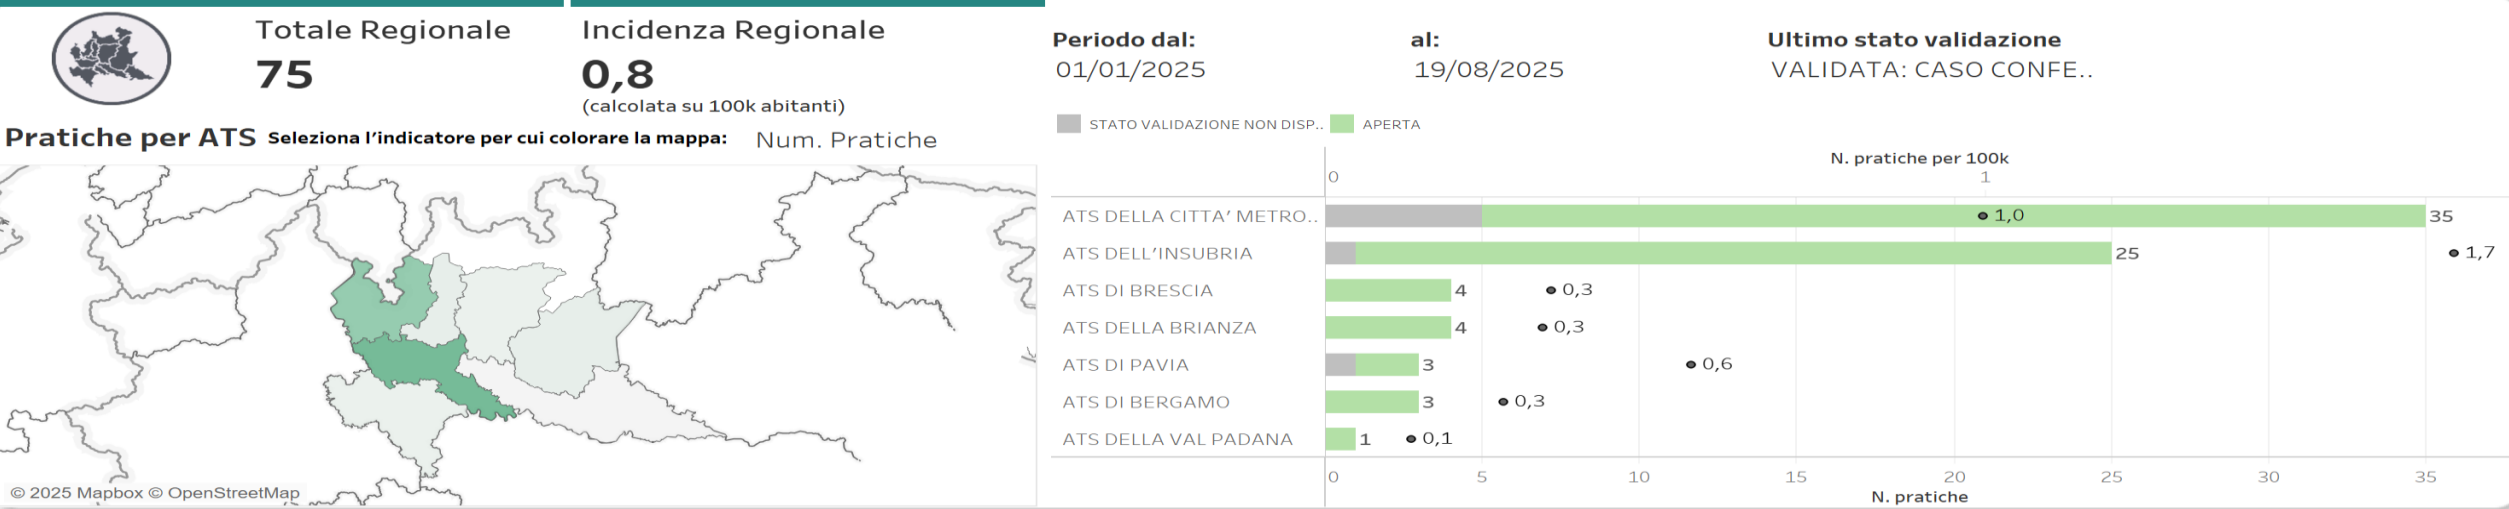 Totale Regionale
75
Incidenza Regionale
0,8
(calcolata su 100k abitanti)
Periodo dal:
01/01/2025
al:
19/08/2025
Ultimo stato validazione
VALIDATA: CASO CONFE..
Pratiche per ATS
Seleziona l'indicatore per cui colorare la mappa:
Num. Pratiche
© 2025 Mapbox © OpenStreetMap
STATO VALIDAZIONE NON DISP..
APERTA
N. pratiche per 100k
0
1
ATS DELLA CITTA' METRO..
1,0
35
ATS DELL'INSUBRIA
25
1,7
ATS DI BRESCIA
4
0,3
ATS DELLA BRIANZA
4
0,3
ATS DI PAVIA
3
0,6
ATS DI BERGAMO
3
0,3
ATS DELLA VAL PADANA
1
0,1
0 5 10 15 20 25 30 35
N. pratiche